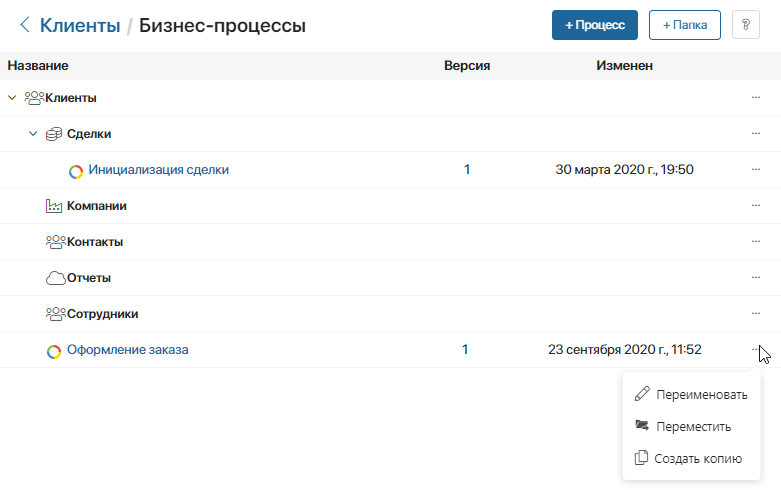 Клиенты / Бизнес-процессы
+ Процесс
+ Папка
?
Название Версия Изменен
Клиенты ...
Сделки ...
Инициализация сделки 1 30 марта 2020 г., 19:50 ...
Компании ...
Контакты ...
Отчеты ...
Сотрудники ...
Оформление заказа 1 23 сентября 2020 г., 11:52 ...
Переименовать
Переместить
Создать копию